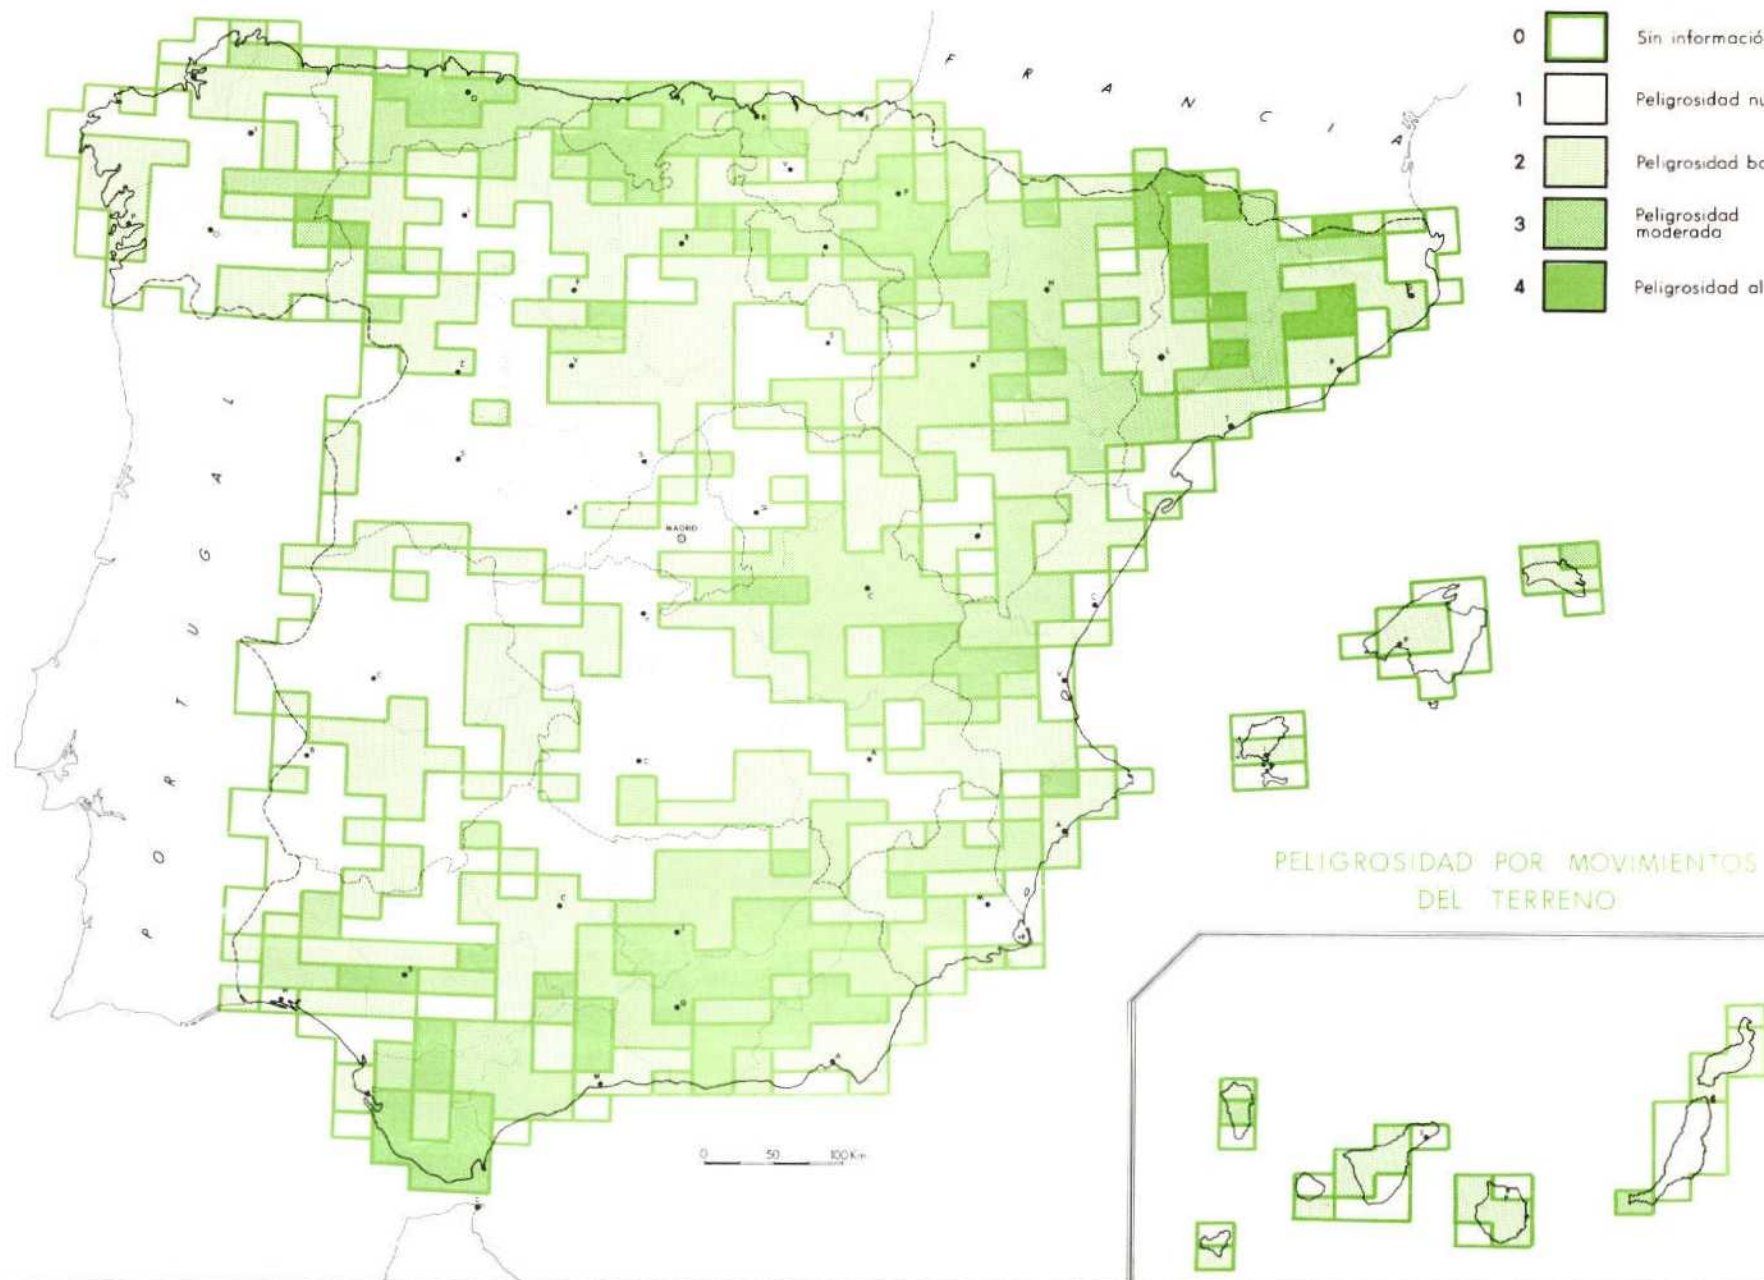 F R A N C I A
0 Sin informació
1 Peligrosidad nu
2 Peligrosidad ba
3 Peligrosidad
moderada
4 Peligrosidad al
P O R T U G A L
MADRID
PELIGROSIDAD POR MOVIMIENTOS
DEL TERRENO
0 50 100 Km